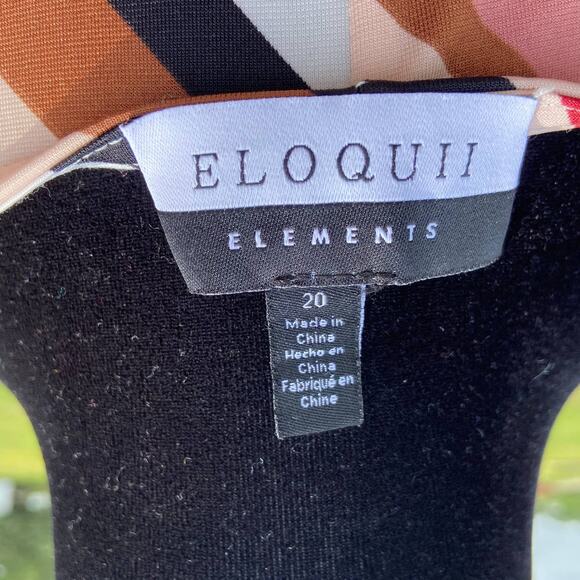 ELOQUII
ELEMENTS
20
Made in
China
Hecho en
China
Fabriqué en
Chine